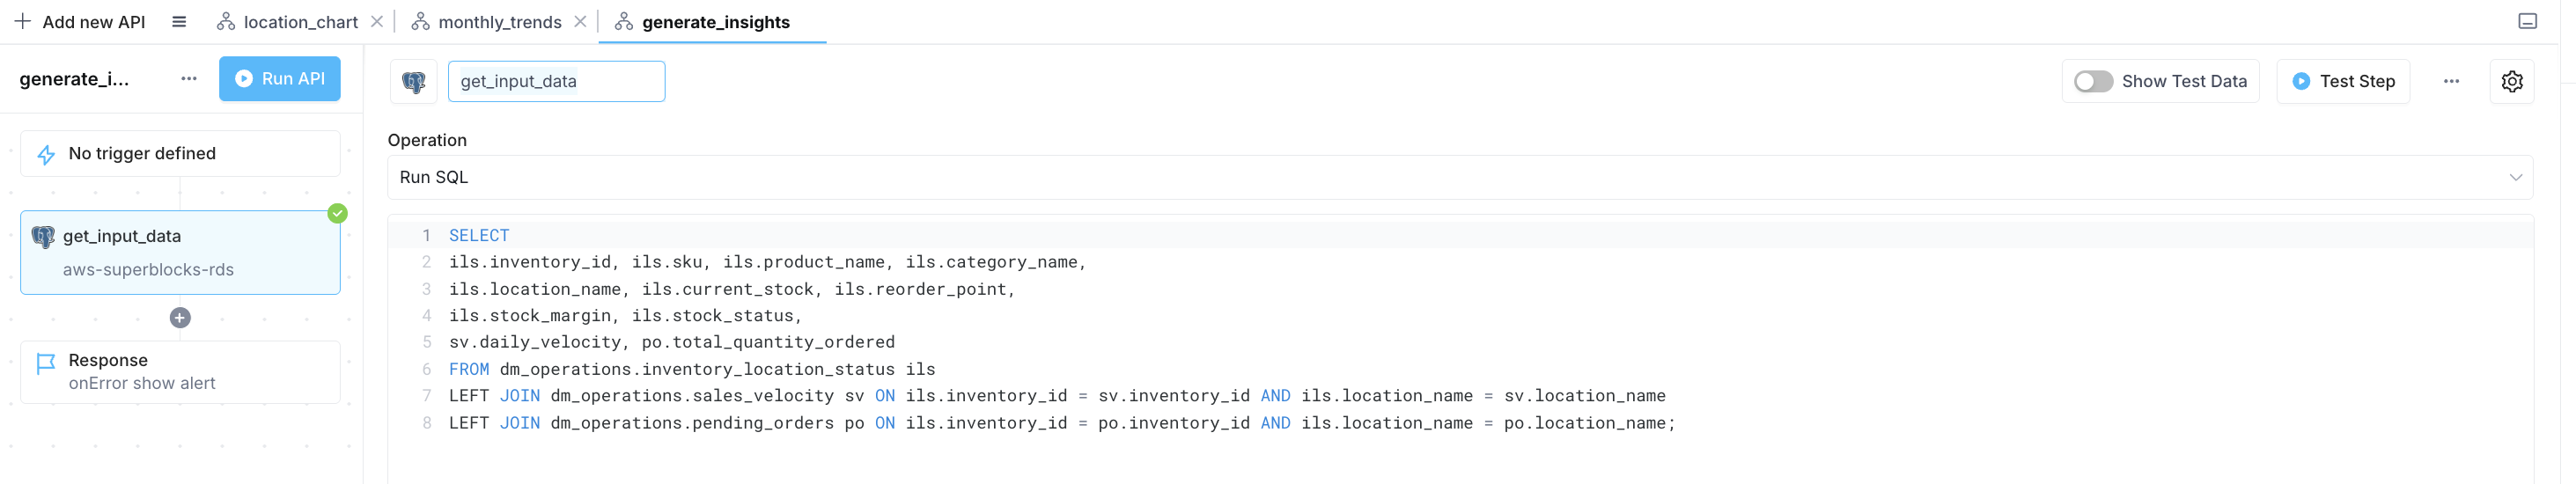 Add new API
location_chart
monthly_trends
generate_insights
generate_i...
Run API
get_input_data
Show Test Data
Test Step
No trigger defined
get_input_data
aws-superblocks-rds
Response
onError show alert
Operation
Run SQL
1 SELECT
2 ils.inventory_id, ils.sku, ils.product_name, ils.category_name,
3 ils.location_name, ils.current_stock, ils.reorder_point,
4 ils.stock_margin, ils.stock_status,
5 sv.daily_velocity, po.total_quantity_ordered
6 FROM dm_operations.inventory_location_status ils
7 LEFT JOIN dm_operations.sales_velocity sv ON ils.inventory_id = sv.inventory_id AND ils.location_name = sv.location_name
8 LEFT JOIN dm_operations.pending_orders po ON ils.inventory_id = po.inventory_id AND ils.location_name = po.location_name;